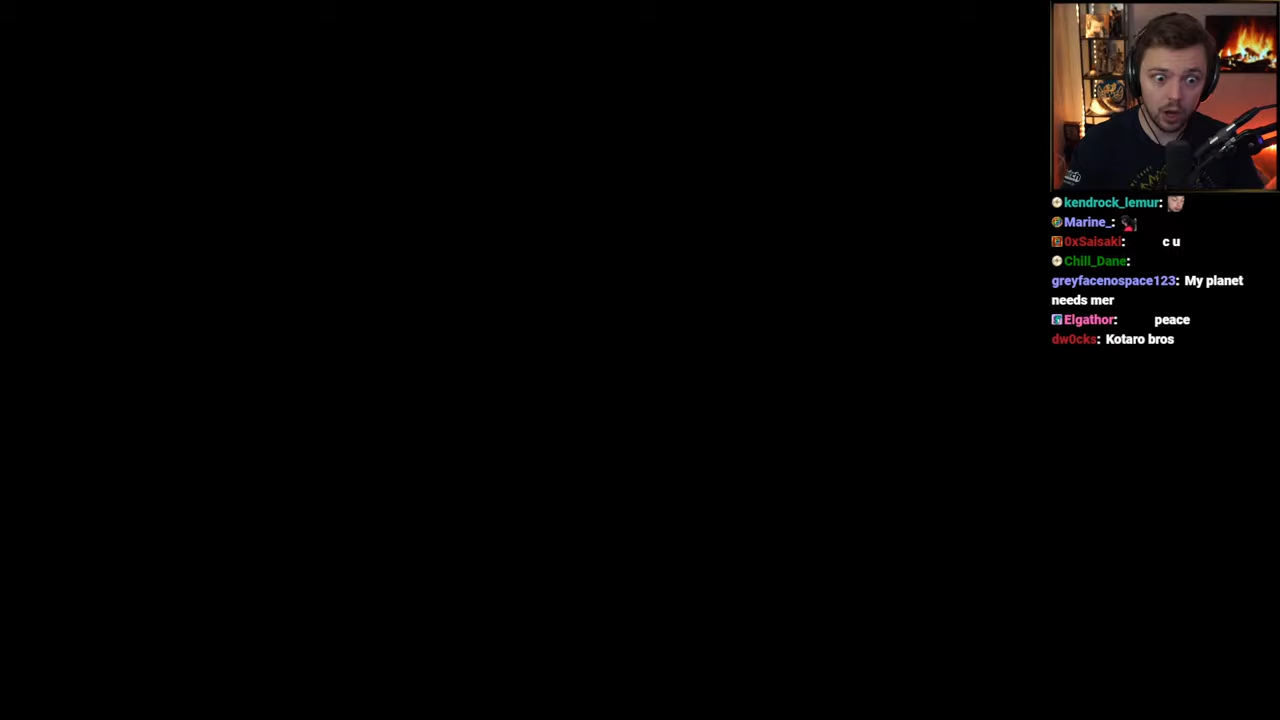 kendrock_lemur:
Marine_:
0xSaisaki: c u
Chill_Dane:
greyfacenospace123: My planet
needs mer
Elgathor: peace
dw0cks: Kotaro bros